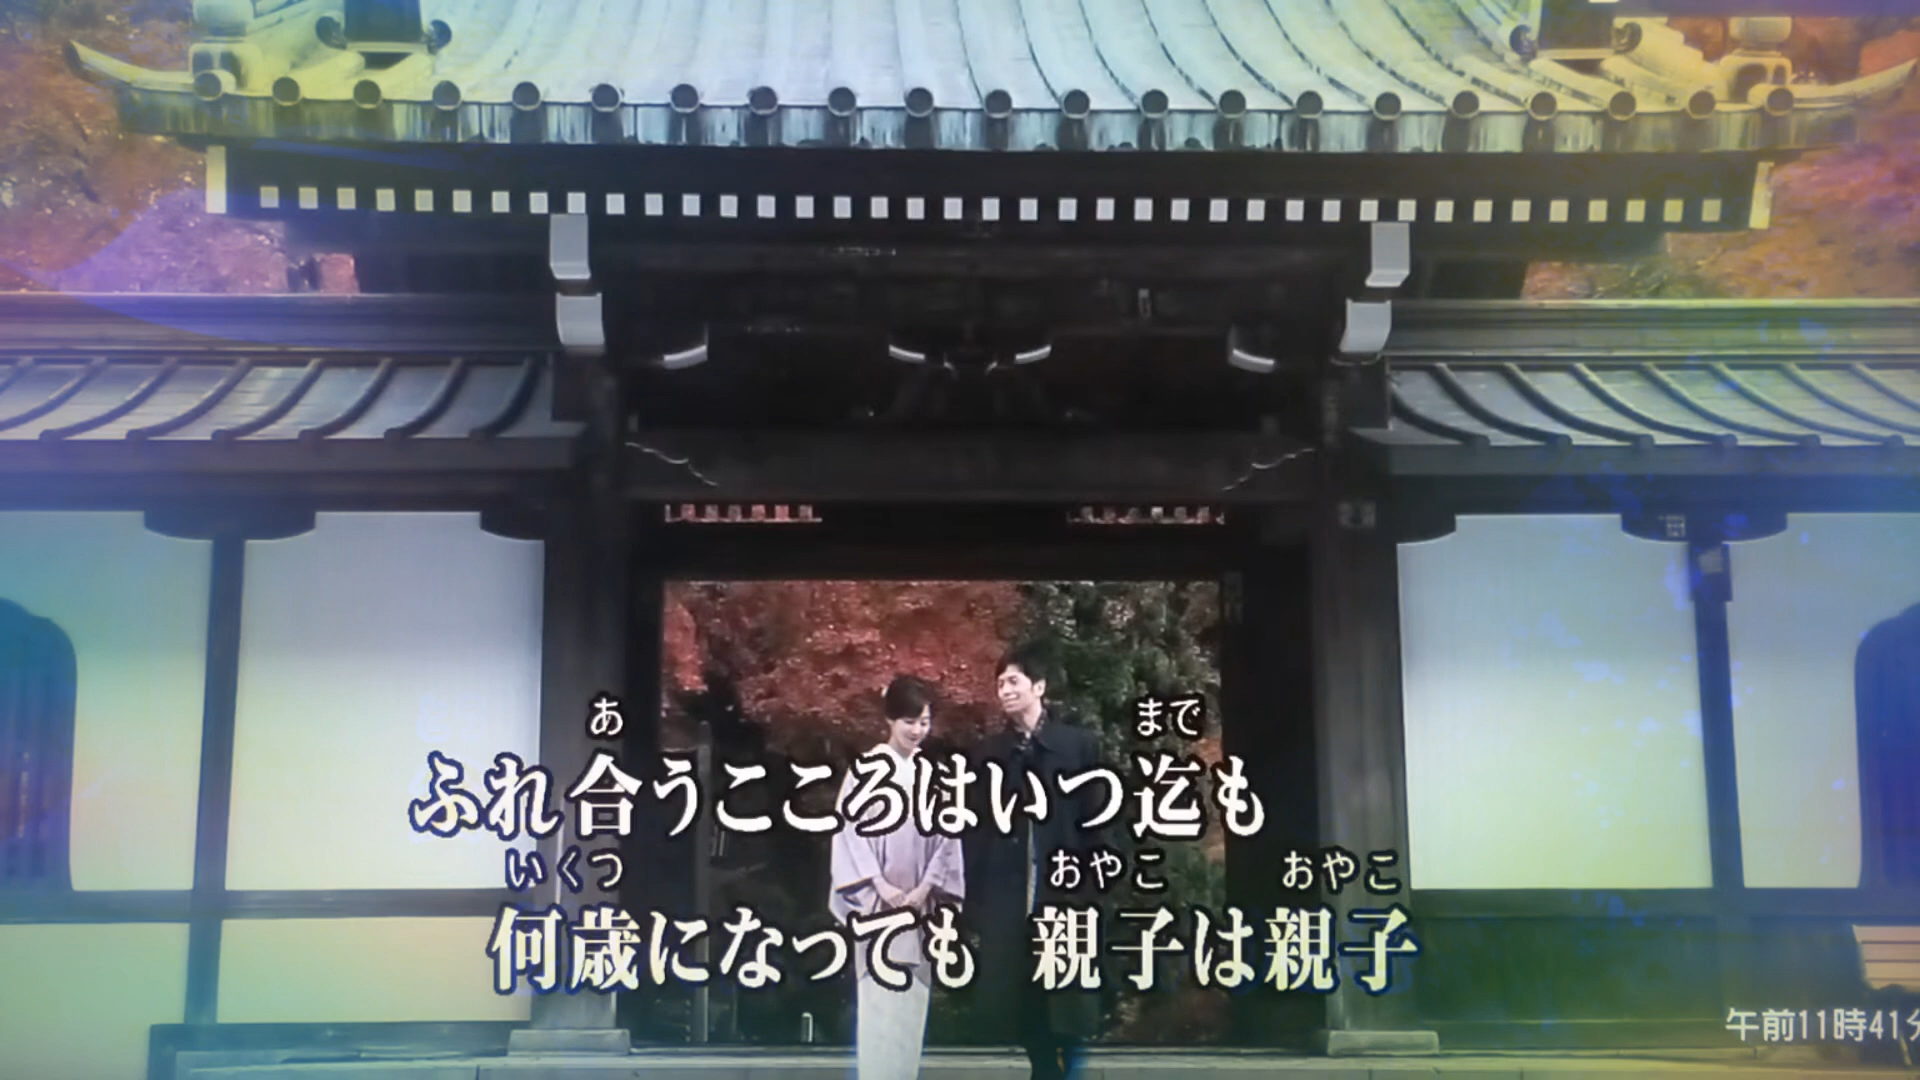 あ まで
ふれ合うこころはいつ迄も
いくつ おやこ おやこ
何歳になっても 親子は親子
午前11時41分